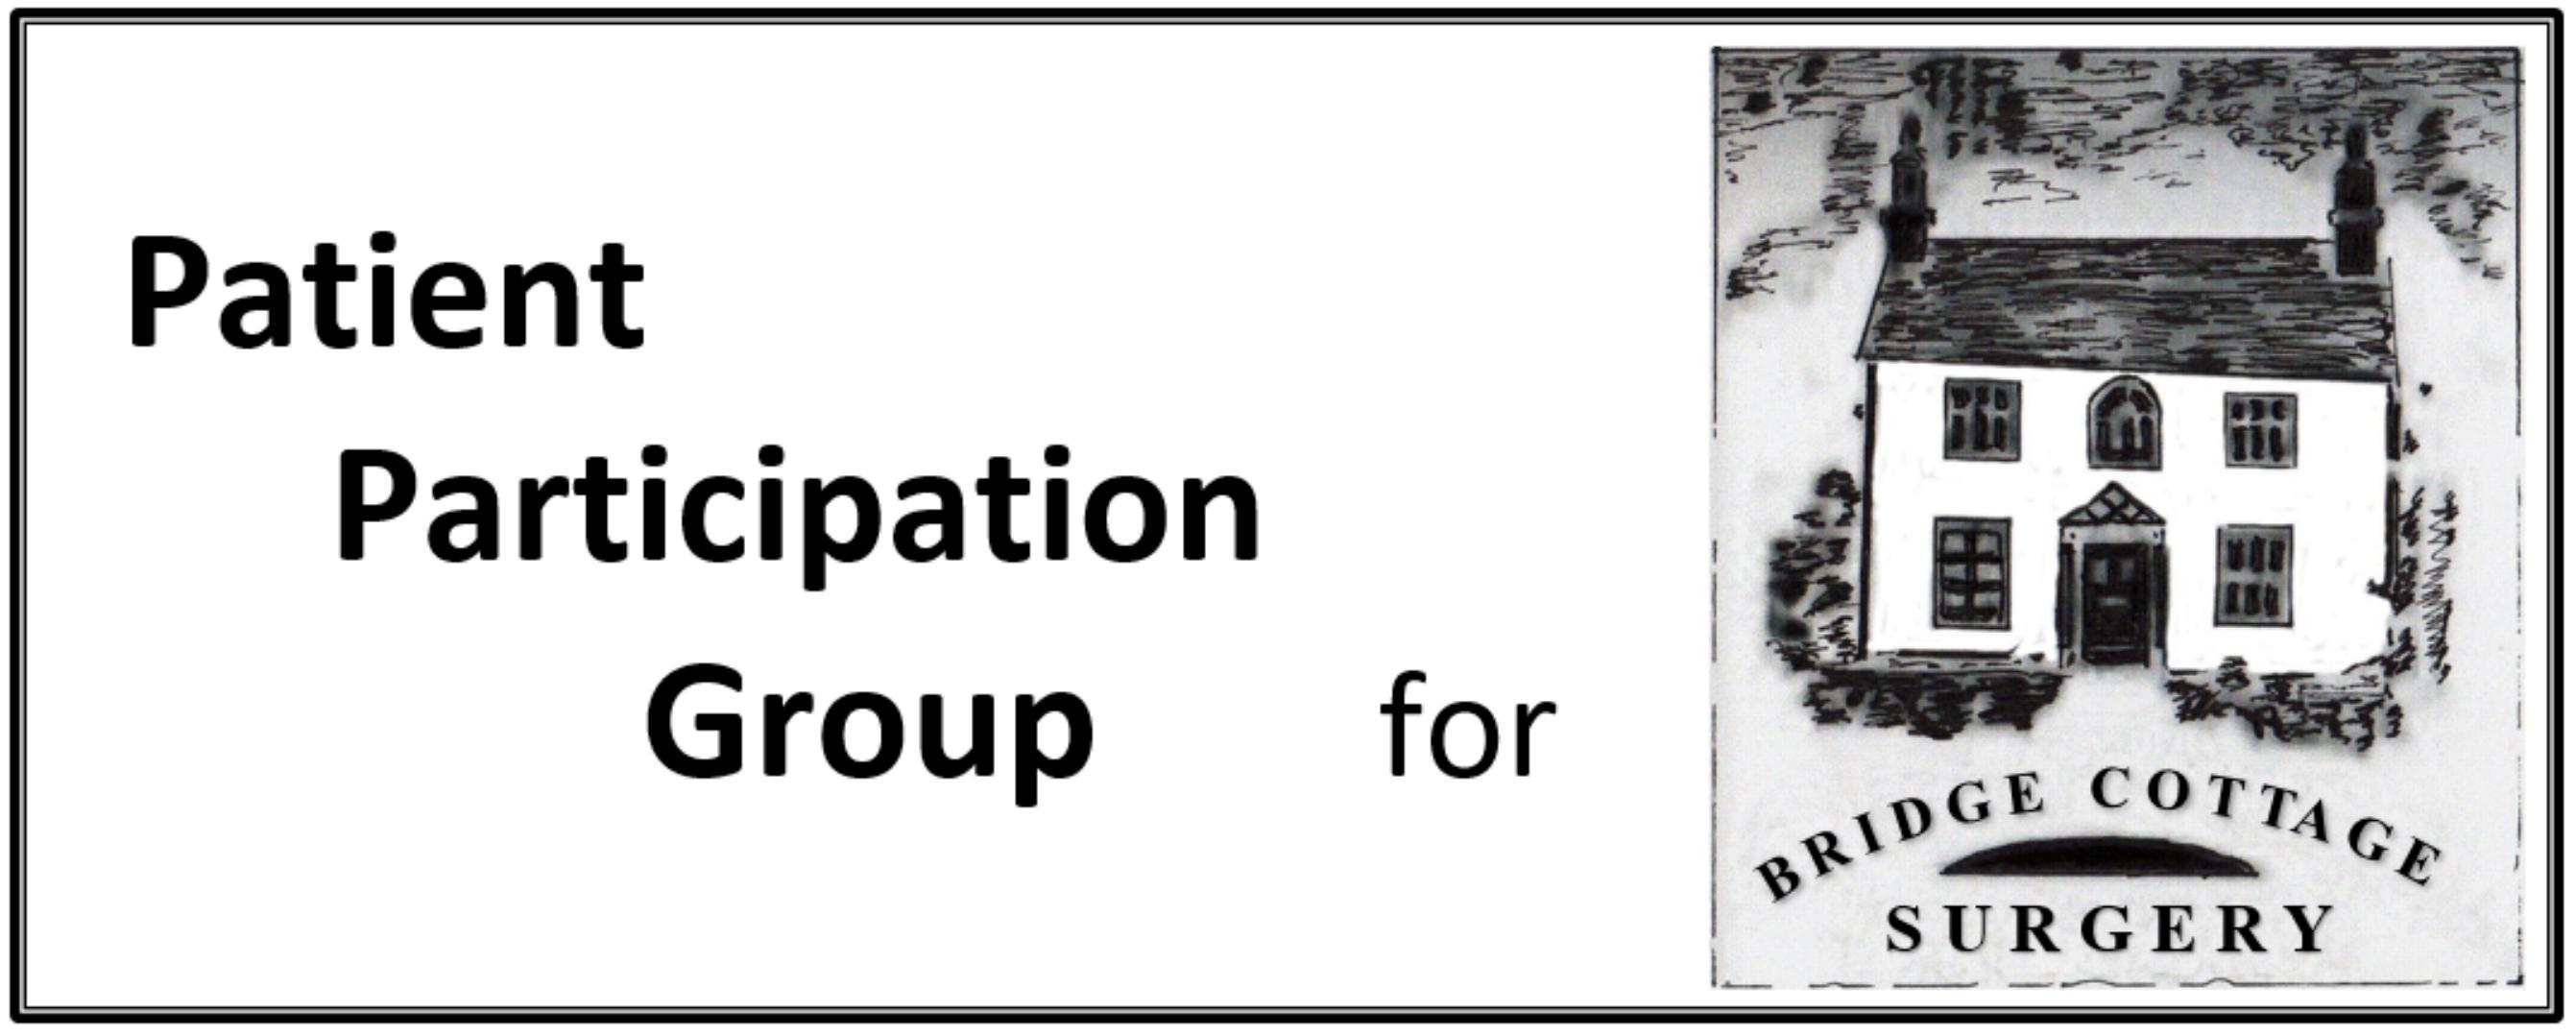 Patient
Participation
Group for
BRIDGE COTTAGE
SURGERY